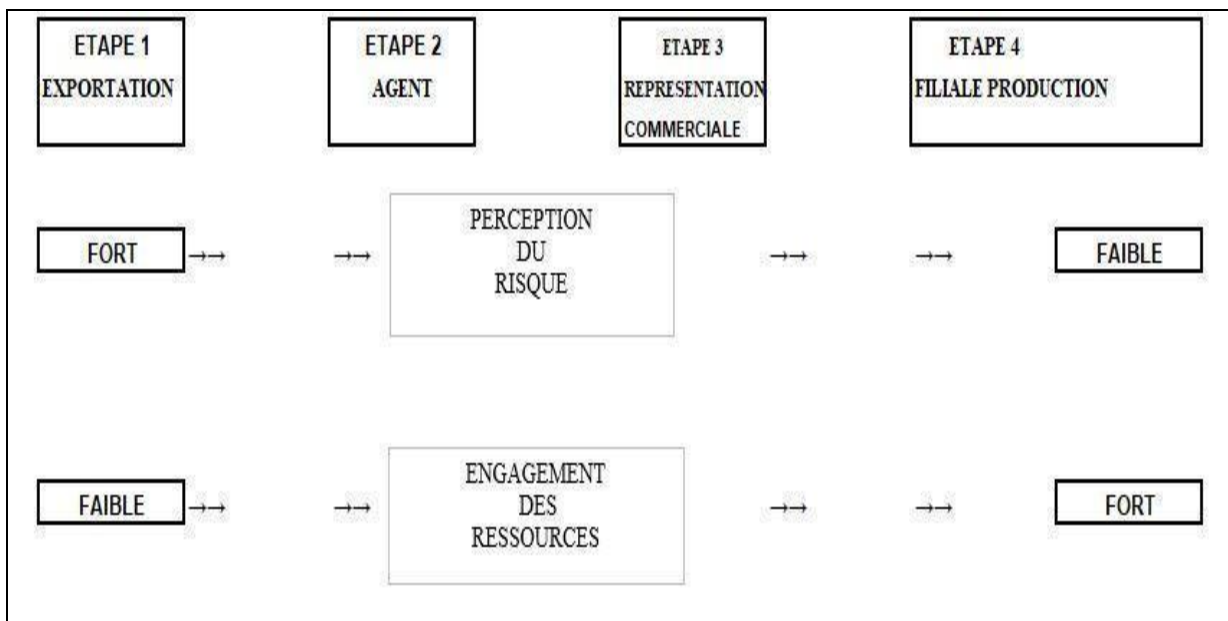 ETAPE 1
EXPORTATION
ETAPE 2
AGENT
ETAPE 3
REPRESENTATION
COMMERCIALE
ETAPE 4
FILIALE PRODUCTION
FORT →→ →→
PERCEPTION
DU
RISQUE
→→ →→ FAIBLE
FAIBLE →→ →→
ENGAGEMENT
DES
RESSOURCES
→→ →→ FORT